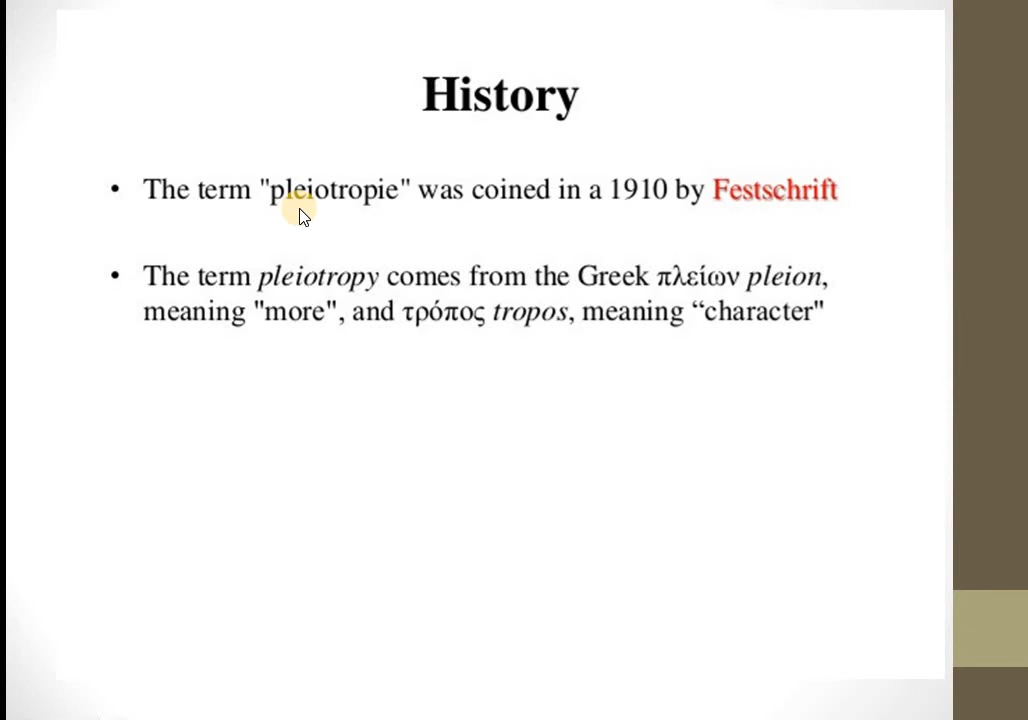 History
• The term "pleiotropie" was coined in a 1910 by Festschrift
• The term pleiotropy comes from the Greek πλείων pleion,
meaning "more", and τρόπος tropos, meaning “character"